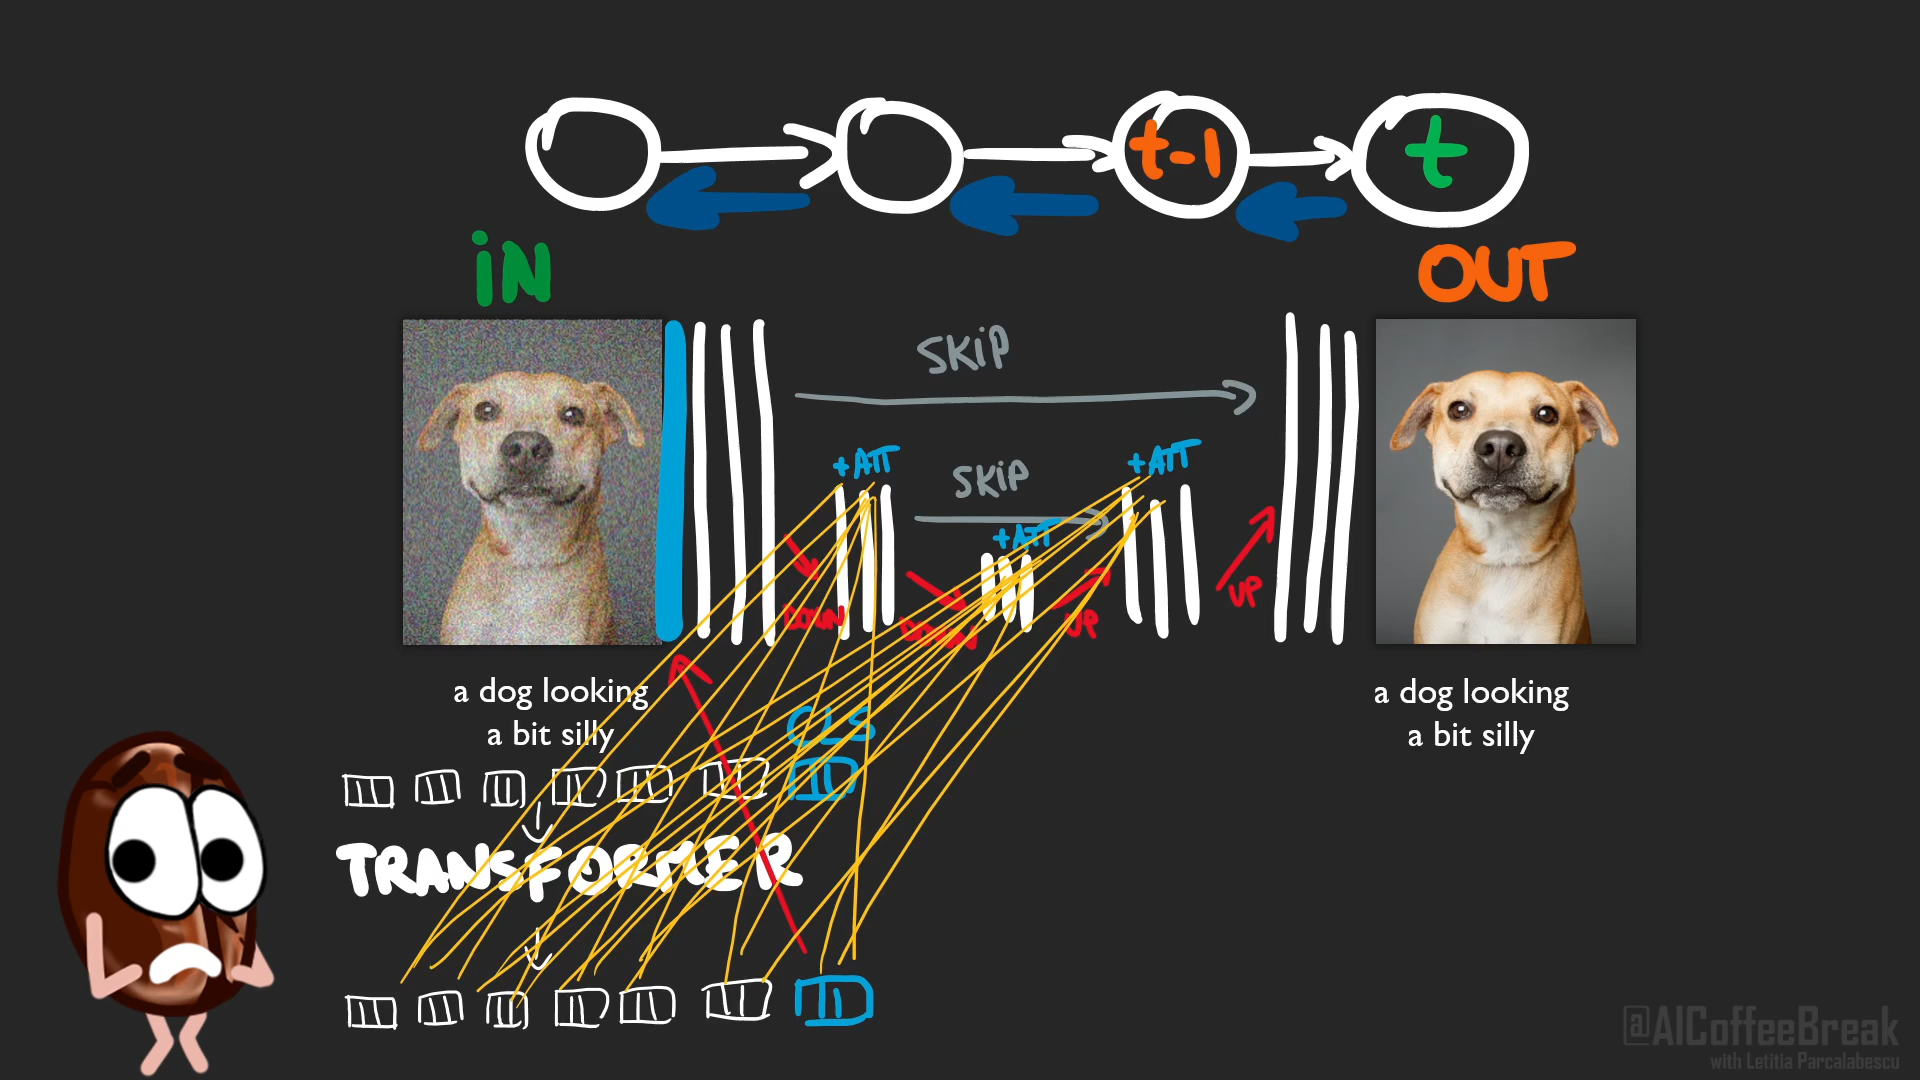 t-1
t
iN
OUT
SKiP
+ATT
+ATT
SKiP
+ATT
DOWN
DOWN
UP
UP
a dog looking
a bit silly
a dog looking
a bit silly
CLS
TRANSFORMER
@AICoffeeBreak
with Letitia Parcalabescu